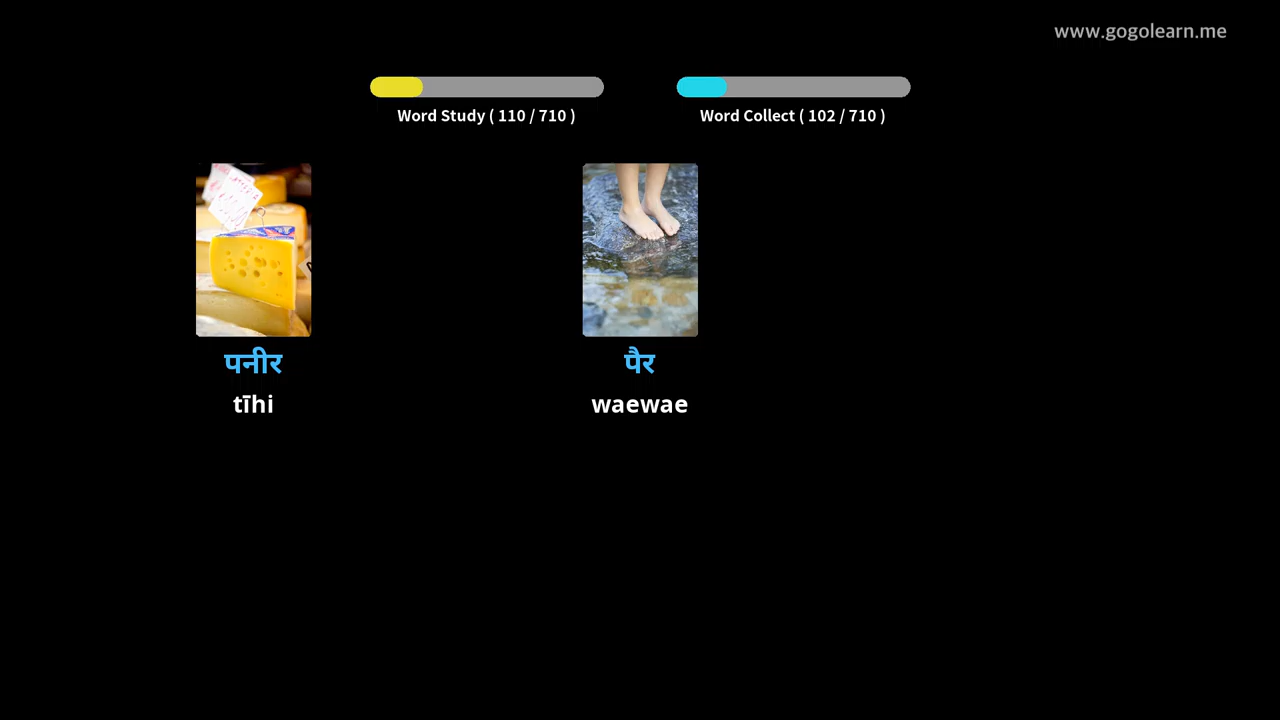 www.gogolearn.me
Word Study ( 110 / 710 )
Word Collect ( 102 / 710 )
पनीर
पैर
tīhi
waewae